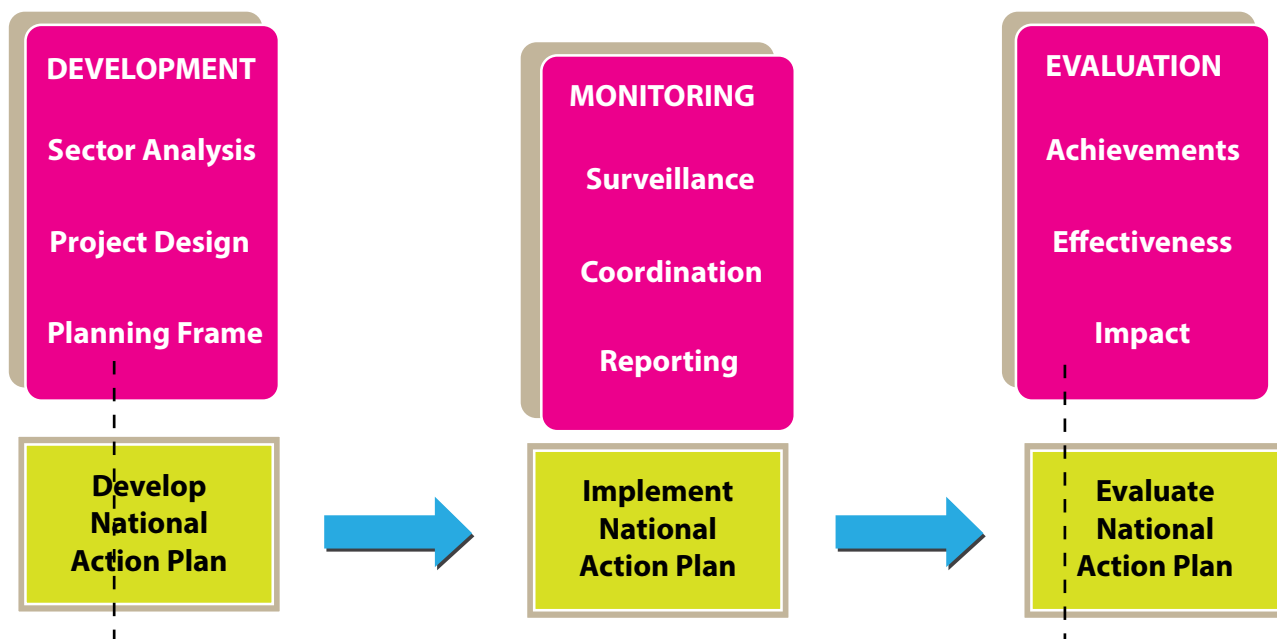 DEVELOPMENT
Sector Analysis
Project Design
Planning Frame
MONITORING
Surveillance
Coordination
Reporting
EVALUATION
Achievements
Effectiveness
Impact
Develop
National
Action Plan
Implement
National
Action Plan
Evaluate
National
Action Plan